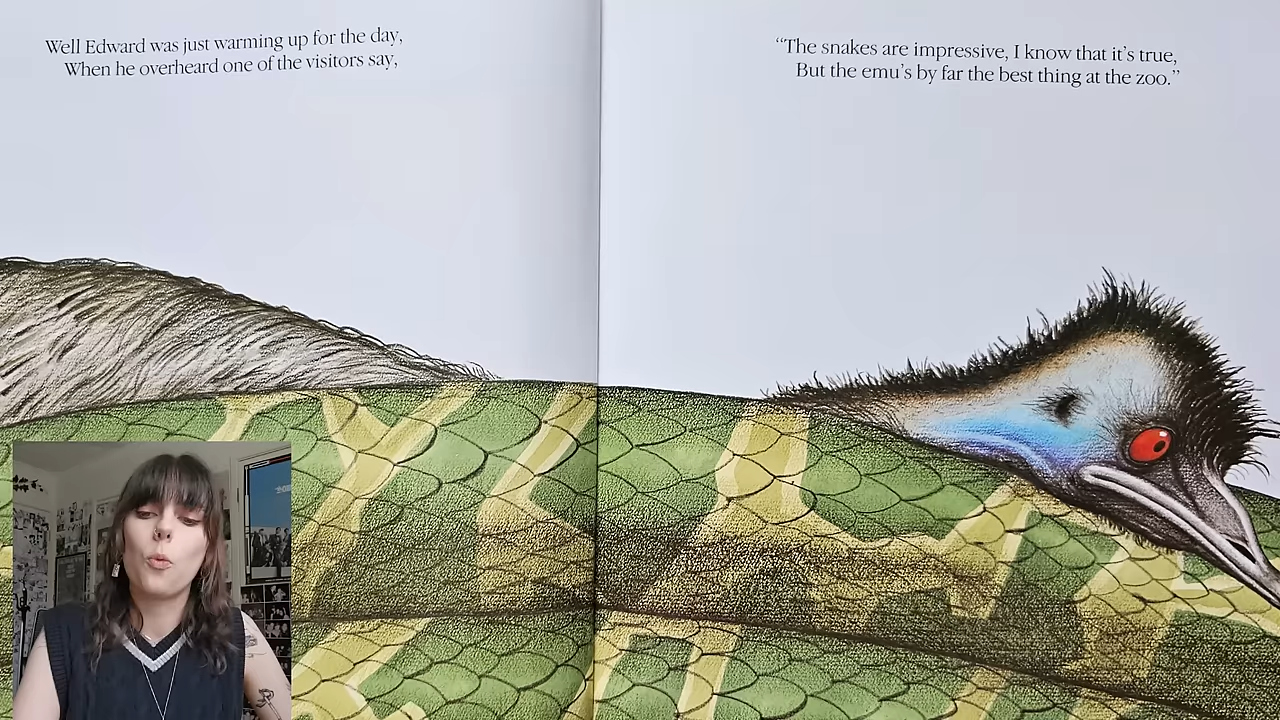 Well Edward was just warming up for the day,
When he overheard one of the visitors say,
“The snakes are impressive, I know that it’s true,
But the emu’s by far the best thing at the zoo.”